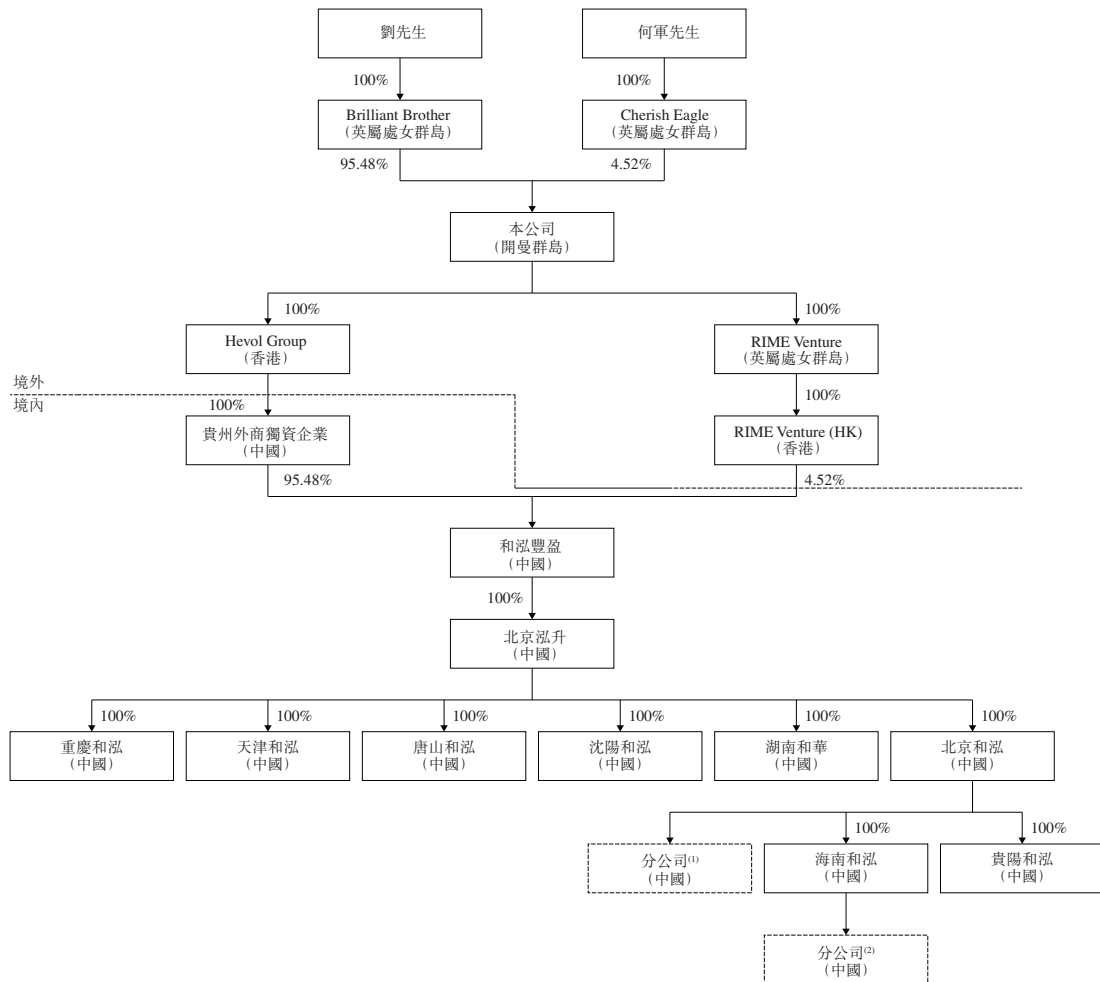 劉先生
何軍先生
100%
100%
Brilliant Brother
（英屬處女群島）
Cherish Eagle
（英屬處女群島）
95.48%
4.52%
本公司
（開曼群島）
100%
100%
Hevol Group
（香港）
RIME Venture
（英屬處女群島）
境外
境內
100%
100%
貴州外商獨資企業
（中國）
RIME Venture (HK)
（香港）
95.48%
4.52%
和泓豐盈
（中國）
100%
北京泓升
（中國）
100%
100%
100%
100%
100%
100%
重慶和泓
（中國）
天津和泓
（中國）
唐山和泓
（中國）
沈陽和泓
（中國）
湖南和華
（中國）
北京和泓
（中國）
100%
100%
分公司(1)
（中國）
海南和泓
（中國）
貴陽和泓
（中國）
分公司(2)
（中國）